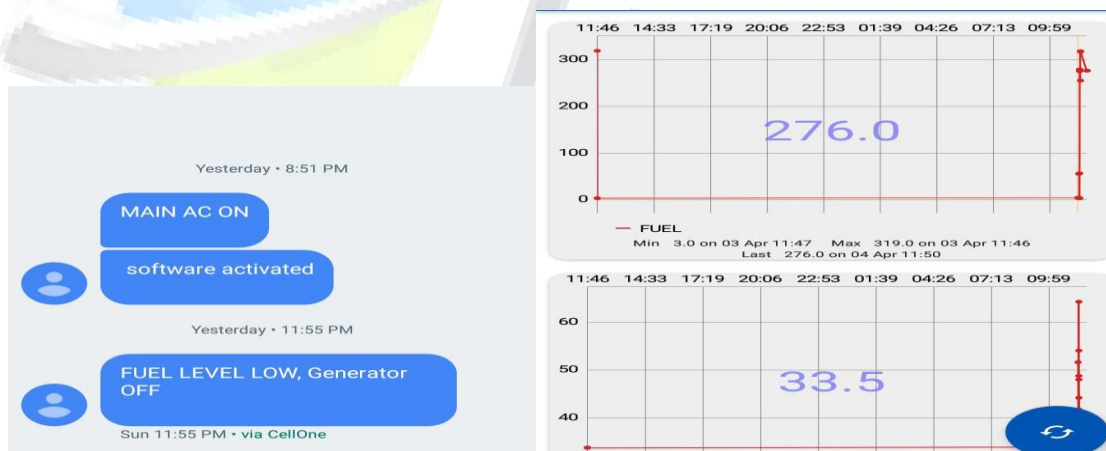 Yesterday • 8:51 PM
MAIN AC ON
software activated
Yesterday • 11:55 PM
FUEL LEVEL LOW, Generator
OFF
Sun 11:55 PM • via CellOne
11:46 14:33 17:19 20:06 22:53 01:39 04:26 07:13 09:59
300
200
100
0
276.0
FUEL
Min 3.0 on 03 Apr 11:47 Max 319.0 on 03 Apr 11:46
Last 276.0 on 04 Apr 11:50
11:46 14:33 17:19 20:06 22:53 01:39 04:26 07:13 09:59
60
50
40
33.5